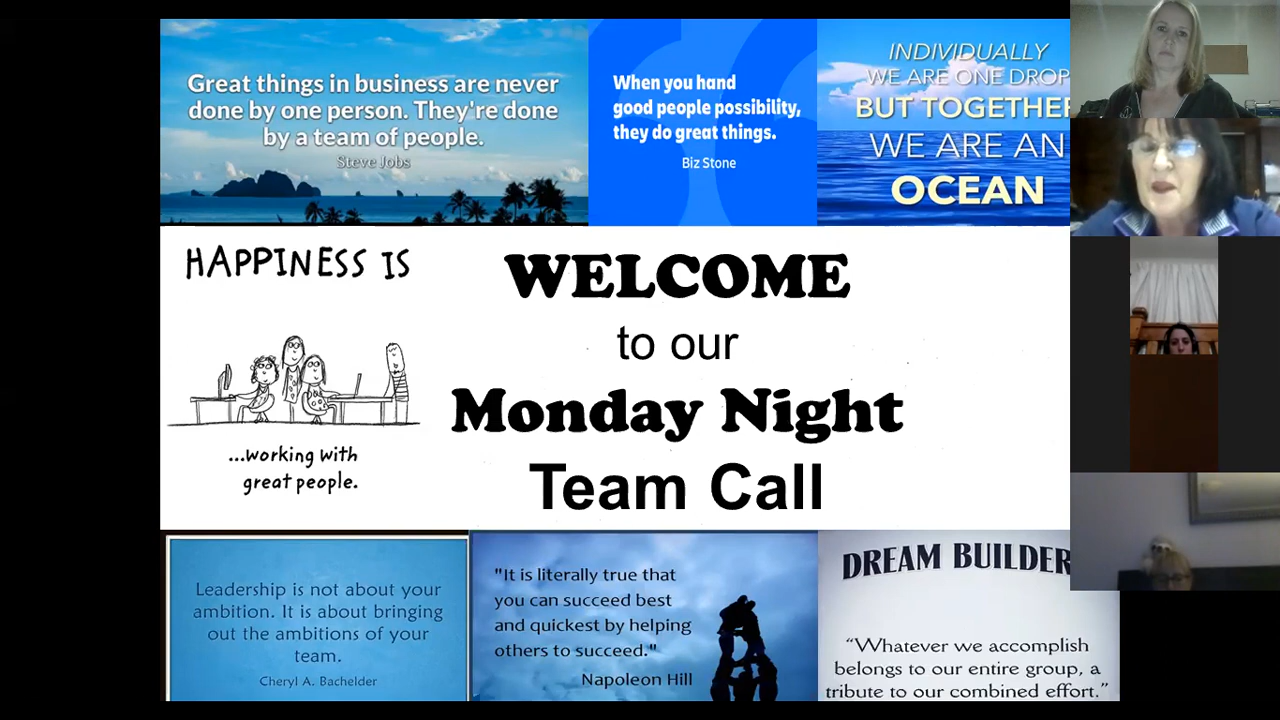 Great things in business are never
done by one person. They're done
by a team of people.
Steve Jobs
When you hand
good people possibility,
they do great things.
Biz Stone
INDIVIDUALLY
WE ARE ONE DROP
BUT TOGETHER
WE ARE AN
OCEAN
HAPPINESS IS
...working with
great people.
WELCOME
to our
Monday Night
Team Call
Leadership is not about your
ambition. It is about bringing
out the ambitions of your
team.
Cheryl A. Bachelder
"It is literally true that
you can succeed best
and quickest by helping
others to succeed."
Napoleon Hill
DREAM BUILDER
“Whatever we accomplish
belongs to our entire group, a
tribute to our combined effort.”